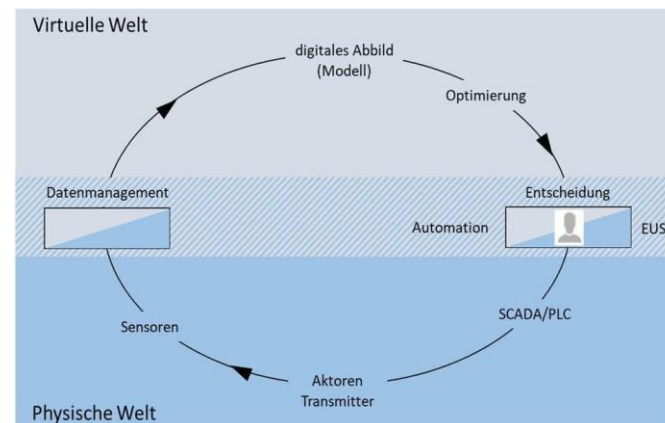 Virtuelle Welt
digitales Abbild
(Modell)
Optimierung
Datenmanagement
Entscheidung
Automation
EUS
Sensoren
SCADA/PLC
Aktoren
Transmitter
Physische Welt